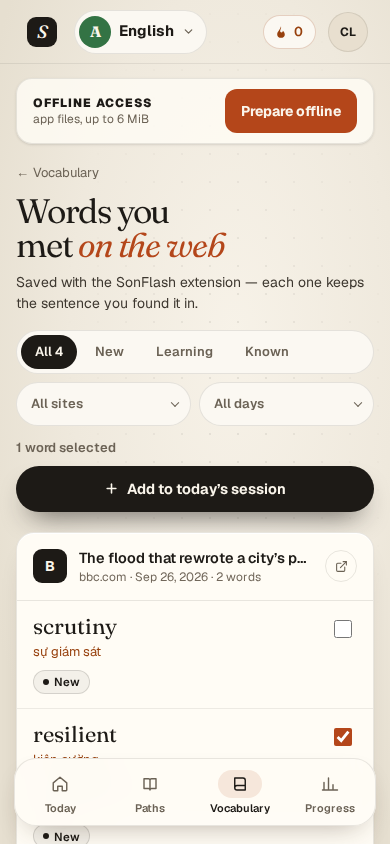 S
A English
0
CL
OFFLINE ACCESS
app files, up to 6 MiB
Prepare offline
← Vocabulary
Words you
met on the web
Saved with the SonFlash extension — each one keeps
the sentence you found it in.
All 4 New Learning Known
All sites
All days
1 word selected
+ Add to today's session
B
The flood that rewrote a city's p...
bbc.com · Sep 26, 2026 · 2 words
scrutiny
sự giám sát
New
resilient
Today Paths Vocabulary Progress
New